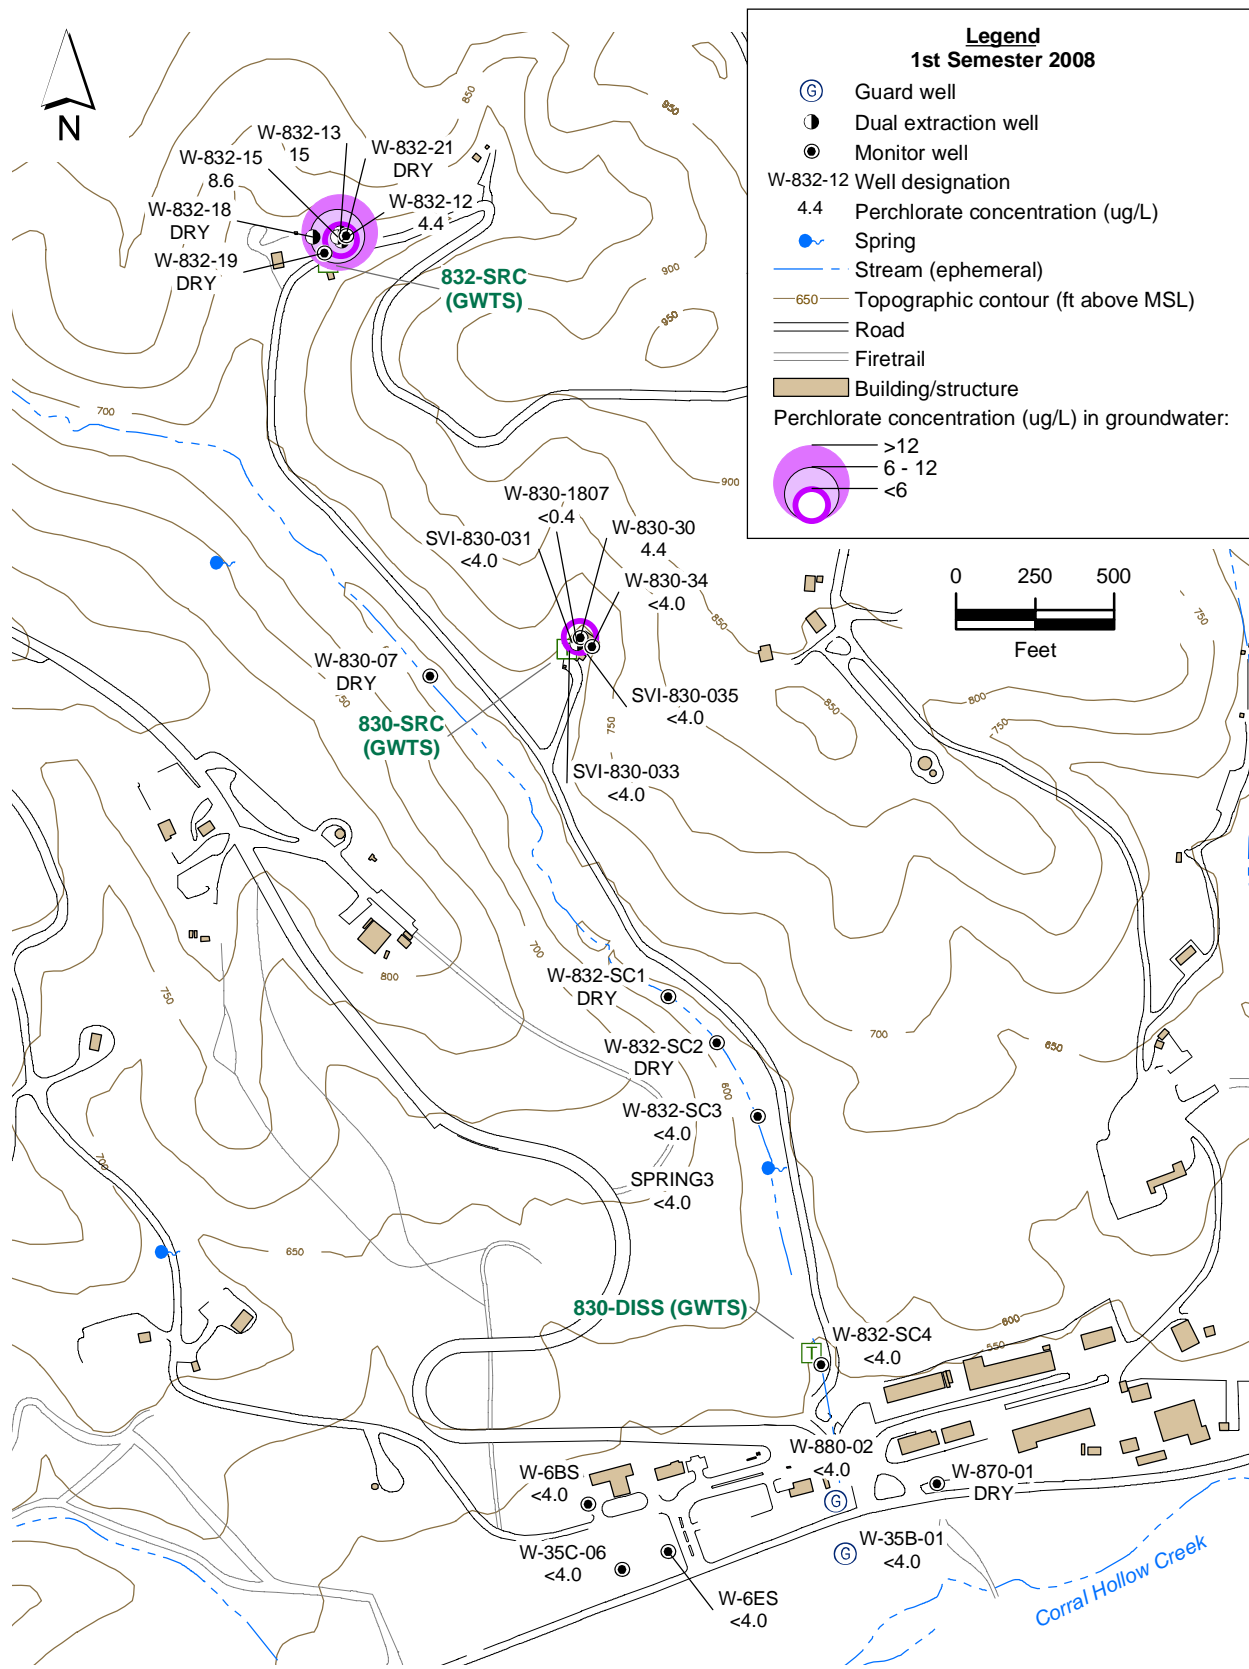 Legend
1st Semester 2008
G
Guard well
Dual extraction well
Monitor well
W-832-12 Well designation
4.4 Perchlorate concentration (ug/L)
Spring
Stream (ephemeral)
650 Topographic contour (ft above MSL)
Road
Firetrail
Building/structure
Perchlorate concentration (ug/L) in groundwater:
>12
6 - 12
<6
N
850
950
950
W-832-13
15
W-832-21
DRY
W-832-15
8.6
W-832-12
4.4
W-832-18
DRY
W-832-19
DRY
832-SRC
(GWTS)
900
950
700
900
W-830-1807
<0.4
W-830-30
4.4
SVI-830-031
<4.0
W-830-34
<4.0
0 250 500
Feet
850
750
W-830-07
DRY
SVI-830-035
<4.0
830-SRC
(GWTS)
750
SVI-830-033
<4.0
800
850
750
700
800
750
W-832-SC1
DRY
700
650
W-832-SC2
DRY
600
W-832-SC3
<4.0
700
SPRING3
<4.0
650
830-DISS (GWTS)
T
W-832-SC4
<4.0
600
550
W-880-02
<4.0
G
W-6BS
<4.0
W-870-01
DRY
W-35C-06
<4.0
G
W-35B-01
<4.0
W-6ES
<4.0
Corral Hollow Creek